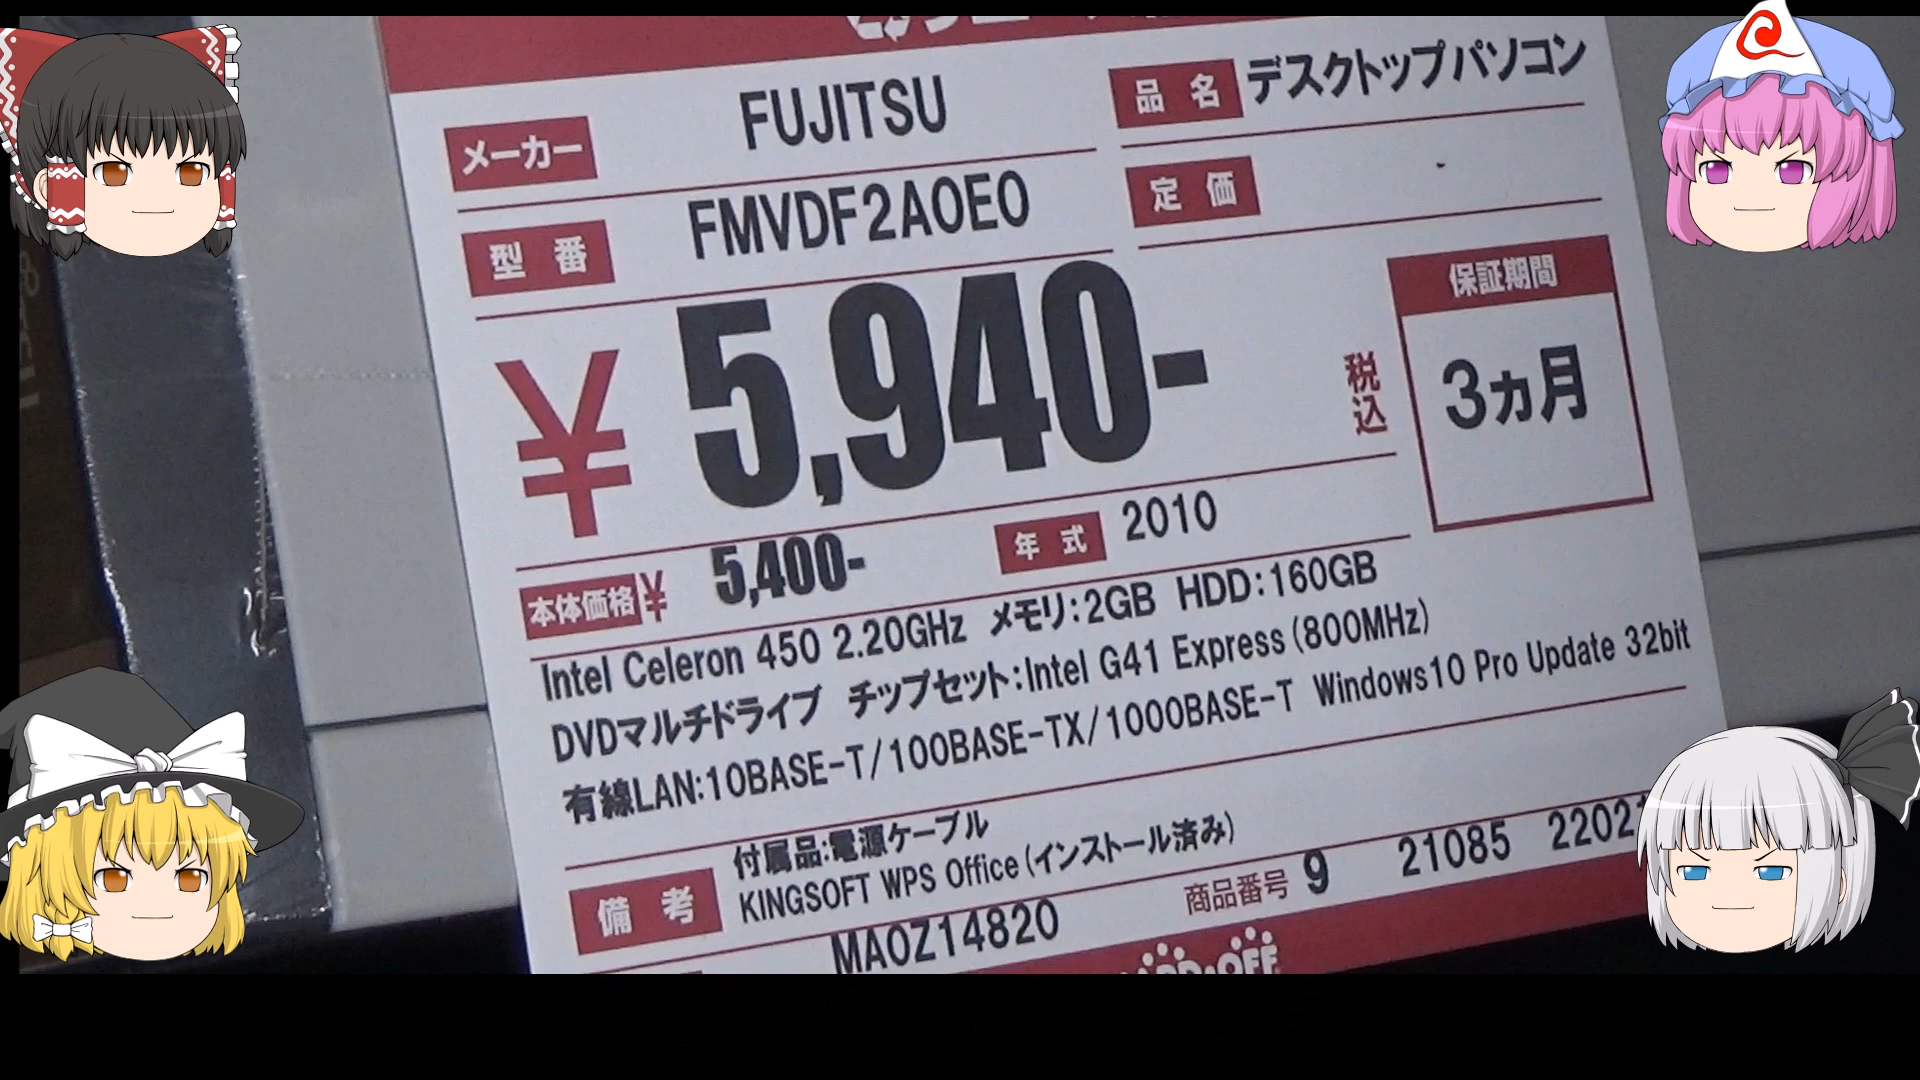 メーカー FUJITSU
品名 デスクトップパソコン
型番 FMVDF2A0E0
定価 -
¥5,940- 税込
保証期間
3ヵ月
本体価格¥ 5,400-
年式 2010
Intel Celeron 450 2.20GHz メモリ:2GB HDD:160GB
DVDマルチドライブ チップセット:Intel G41 Express(800MHz)
有線LAN:10BASE-T/100BASE-TX/1000BASE-T Windows10 Pro Update 32bit
備考 付属品:電源ケーブル
KINGSOFT WPS Office(インストール済み)
MA0Z14820
商品番号 9 21085 2202